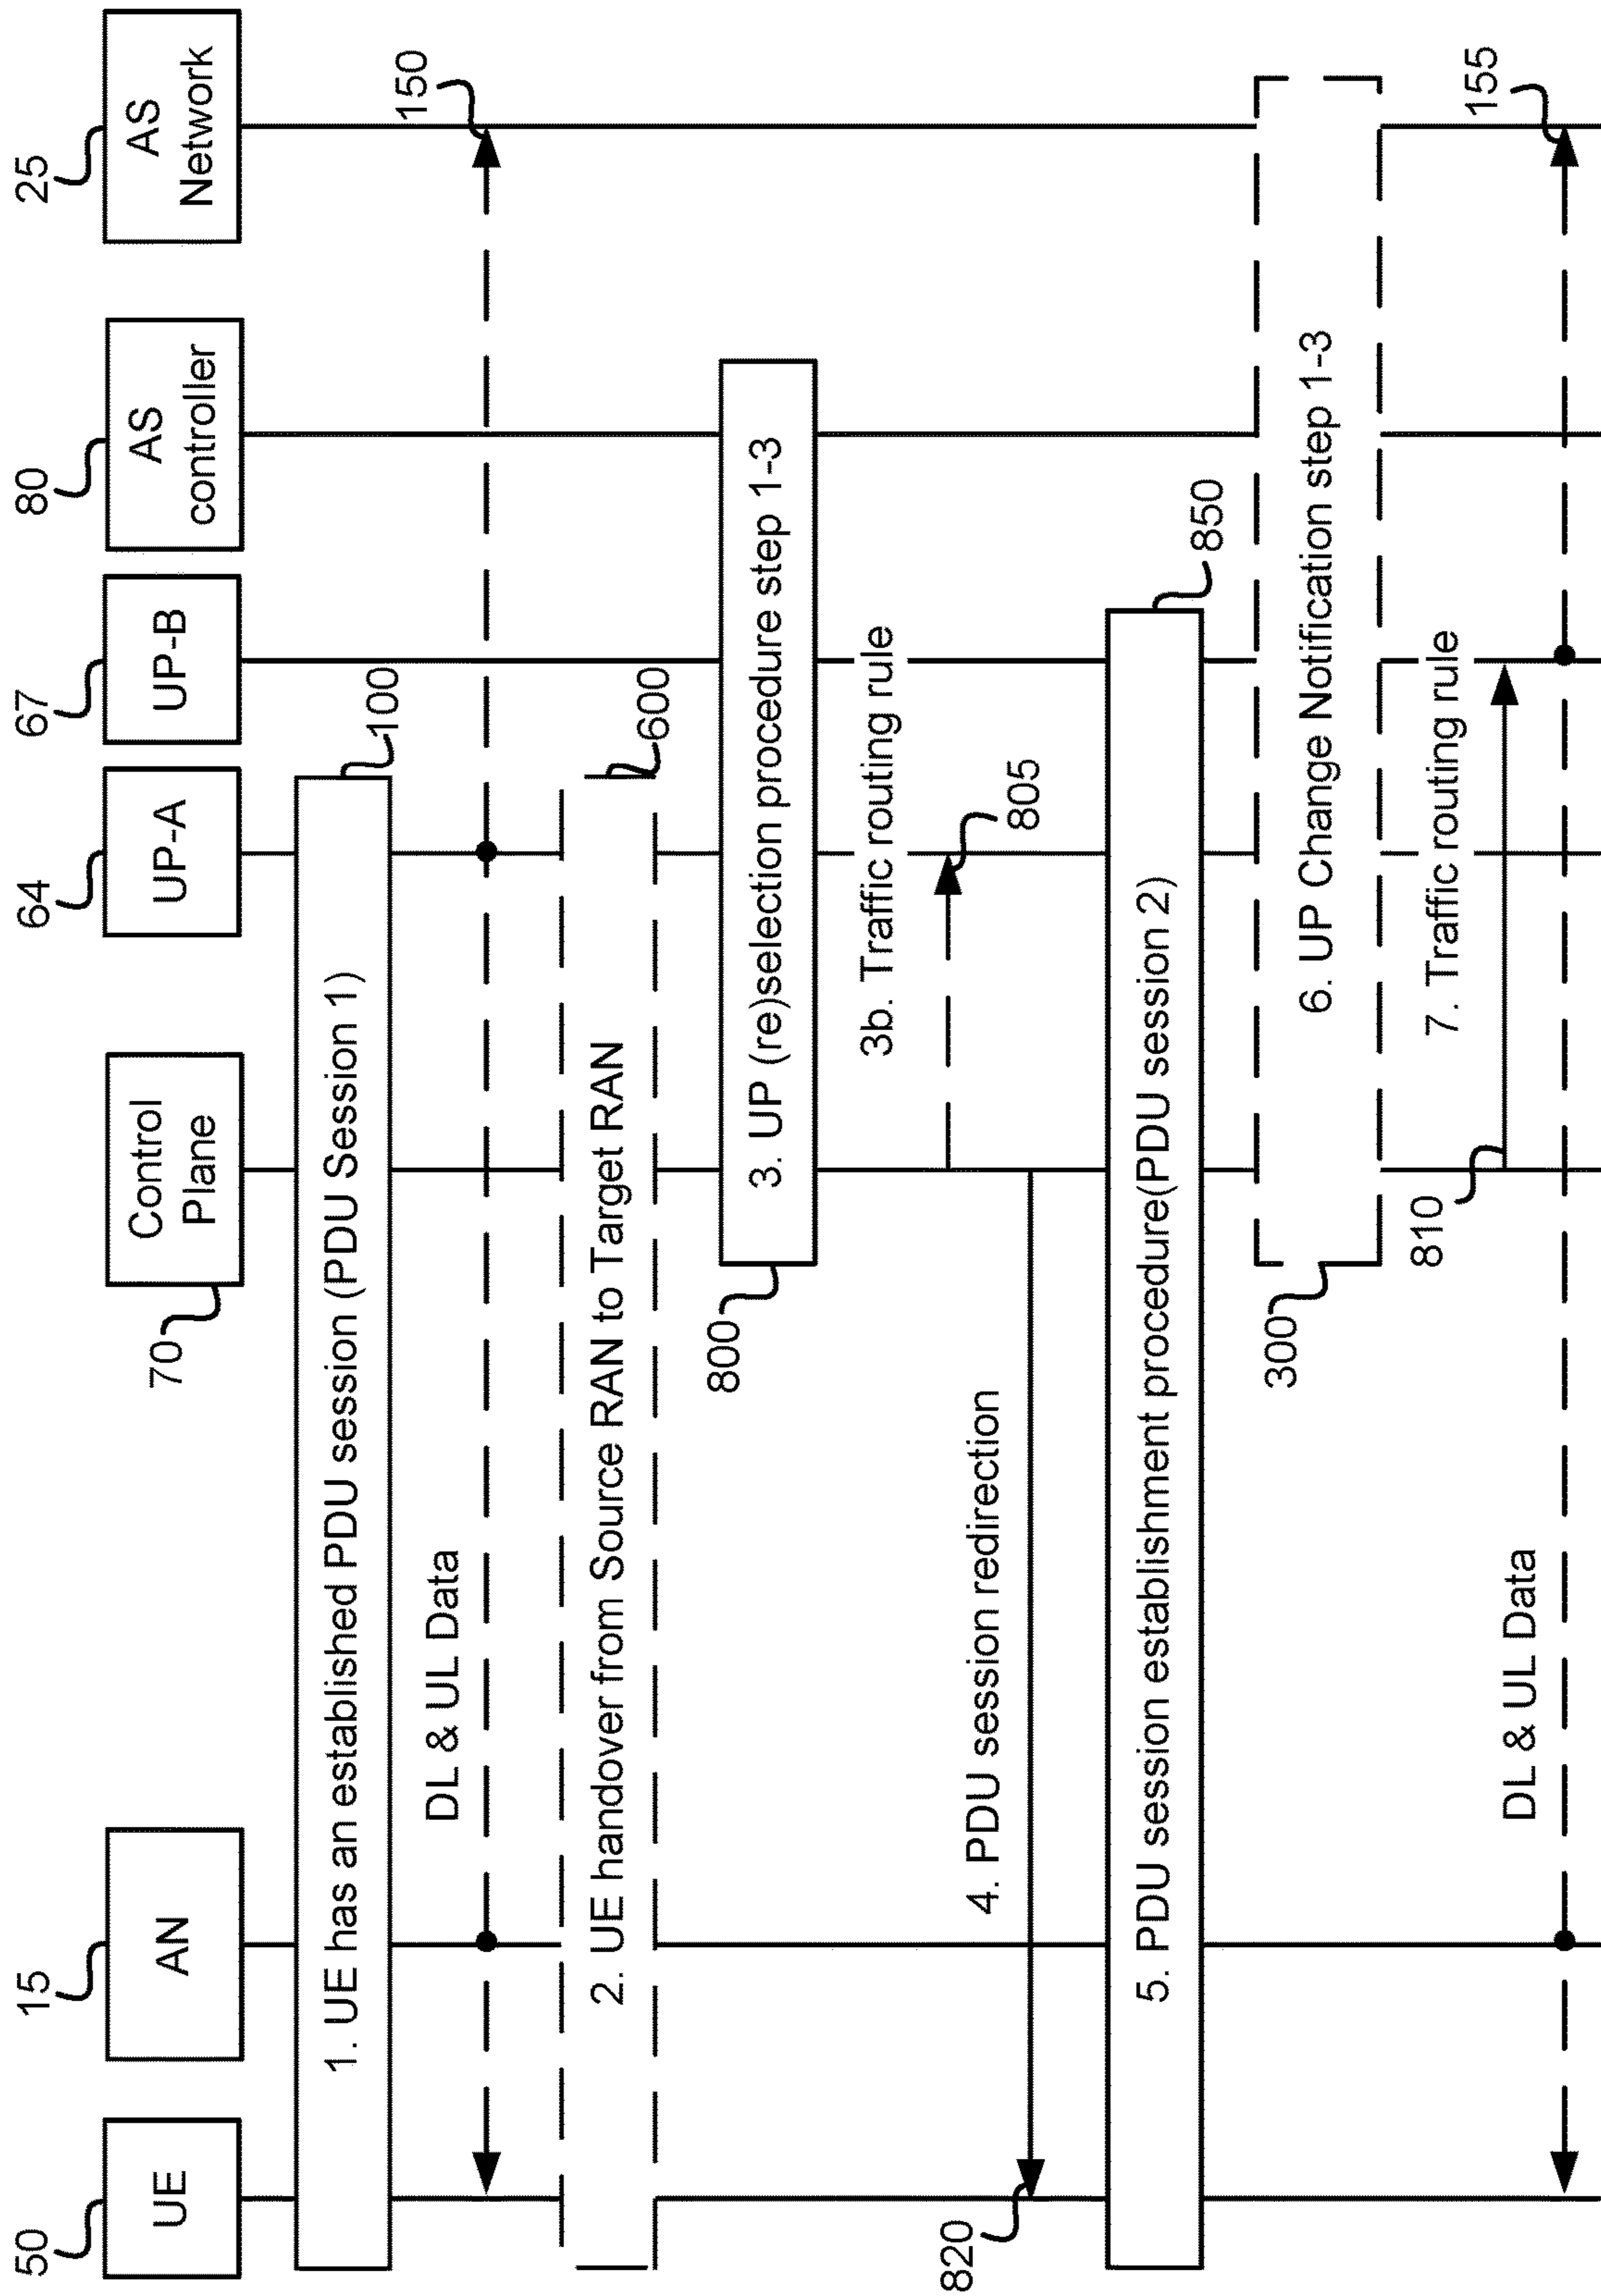 50
15
70
64
67
80
25
UE
AN
Control
Plane
UP-A
UP-B
AS
controller
AS
Network
1. UE has an established PDU session (PDU Session 1)
100
DL & UL Data
150
2. UE handover from Source RAN to Target RAN
600
800
3. UP (re)selection procedure step 1-3
3b. Traffic routing rule
805
4. PDU session redirection
820
5. PDU session establishment procedure(PDU session 2)
850
300
6. UP Change Notification step 1-3
7. Traffic routing rule
810
DL & UL Data
155